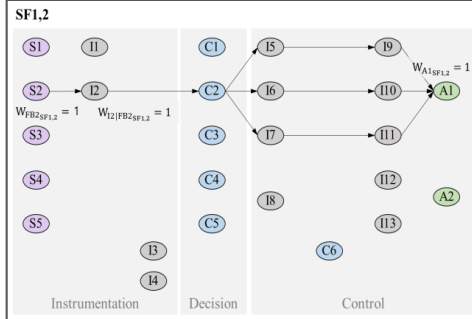 SF1,2
S1 I1 C1 I5 I9
W_A1_SF1,2 = 1
S2 I2 C2 I6 I10 A1
W_FB2_SF1,2 = 1 W_I2|FB2_SF1,2 = 1
S3 C3 I7 I11
S4 C4 I12
I8 A2
S5 C5 I13
I3 C6
I4
Instrumentation Decision Control